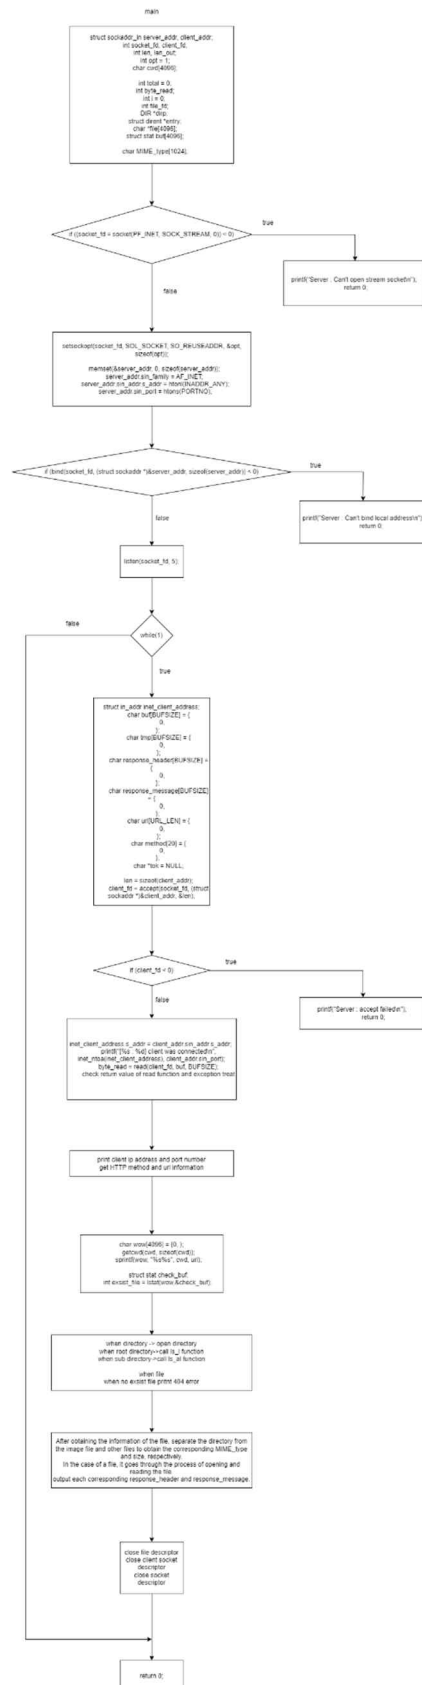 main
struct sockaddr_in server_addr, client_addr;
int socket_fd, client_fd;
int len, len_out;
int opt = 1;
char cwd[4096];
int total = 0;
int byte_read;
int i = 0;
int file_fd;
DIR *dirp;
struct dirent *entry;
char *file[4096];
struct stat buf[4096];
char MIME_type[1024];
true
if ((socket_fd = socket(PF_INET, SOCK_STREAM, 0)) < 0)
printf("Server : Can't open stream socket\n");
return 0;
false
setsockopt(socket_fd, SOL_SOCKET, SO_REUSEADDR, &opt,
sizeof(opt));
memset(&server_addr, 0, sizeof(server_addr));
server_addr.sin_family = AF_INET;
server_addr.sin_addr.s_addr = htonl(INADDR_ANY);
server_addr.sin_port = htons(PORTNO);
true
if (bind(socket_fd, (struct sockaddr *)&server_addr, sizeof(server_addr)) < 0)
printf("Server : Can't bind local address\n");
return 0;
false
listen(socket_fd, 5);
false
while(1)
true
struct in_addr inet_client_address;
char buf[BUFSIZE] = {
0,
};
char tmp[BUFSIZE] = {
0,
};
char response_header[BUFSIZE] =
{
0,
};
char response_message[BUFSIZE]
= {
0,
};
char url[URL_LEN] = {
0,
};
char method[20] = {
0,
};
char *tok = NULL;
len = sizeof(client_addr);
client_fd = accept(socket_fd, (struct
sockaddr *)&client_addr, &len);
true
if (client_fd < 0)
printf("Server : accept failed\n");
return 0;
false
inet_client_address.s_addr = client_addr.sin_addr.s_addr;
printf("[%s : %d] client was connected\n",
inet_ntoa(inet_client_address), client_addr.sin_port);
byte_read = read(client_fd, buf, BUFSIZE);
check return value of read function and exception treat
print client ip address and port number
get HTTP method and url information
char wow[4096] = {0, };
getcwd(cwd, sizeof(cwd));
sprintf(wow, "%s%s", cwd, url);
struct stat check_buf;
int exsist_file = lstat(wow,&check_buf);
when directory -> open directory
when root directory->call ls_l function
when sub directory->call ls_al function
when file
when no exsist file printf 404 error
After obtaining the information of the file, separate the directory from
the image file and other files to obtain the corresponding MIME_type
and size, respectively.
In the case of a file, it goes through the process of opening and
reading the file
output each corresponding response_header and response_message.
close file descriptor
close client socket
descriptor
close socket
descriptor
return 0;